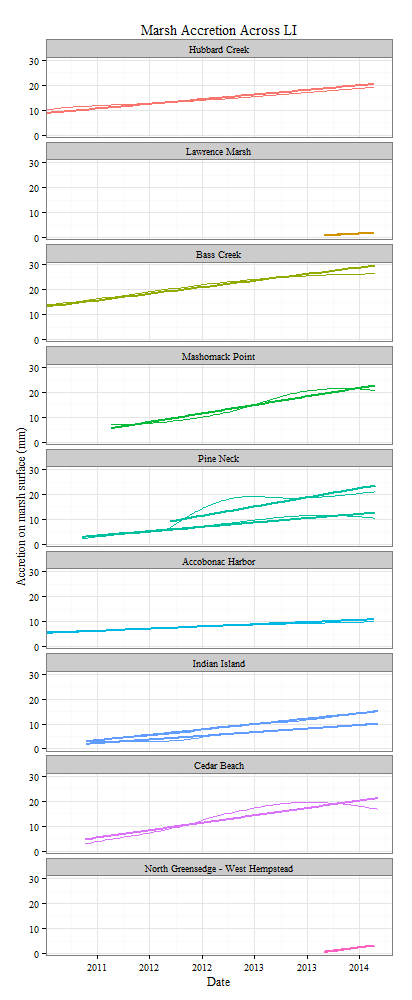 Marsh Accretion Across LI
Hubbard Creek
30
20
10
0
Lawrence Marsh
30
20
10
0
Bass Creek
30
20
10
0
Mashomack Point
30
20
10
0
Pine Neck
30
20
10
0
Accobonac Harbor
30
20
10
0
Indian Island
30
20
10
0
Cedar Beach
30
20
10
0
North Greensedge - West Hempstead
30
20
10
0
Accretion on marsh surface (mm)
2011 2012 2012 2013 2013 2014
Date